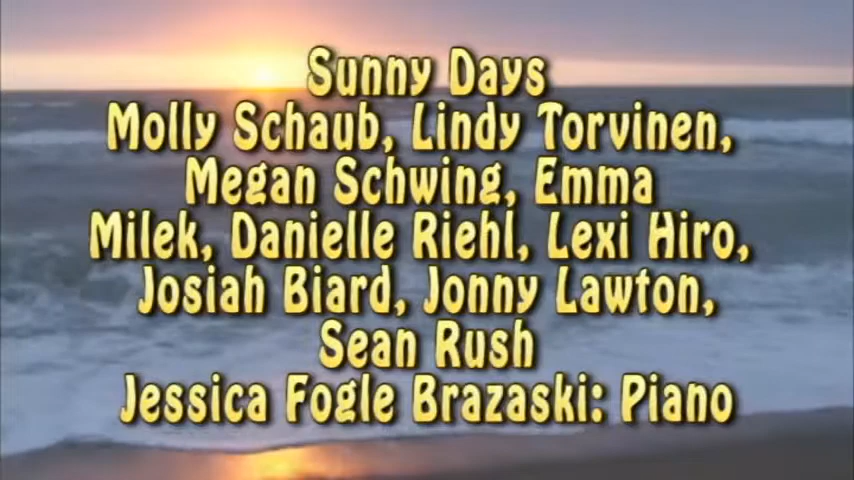 Sunny Days
Molly Schaub, Lindy Torvinen,
Megan Schwing, Emma
Milek, Danielle Riehl, Lexi Hiro,
Josiah Biard, Jonny Lawton,
Sean Rush
Jessica Fogle Brazaski: Piano